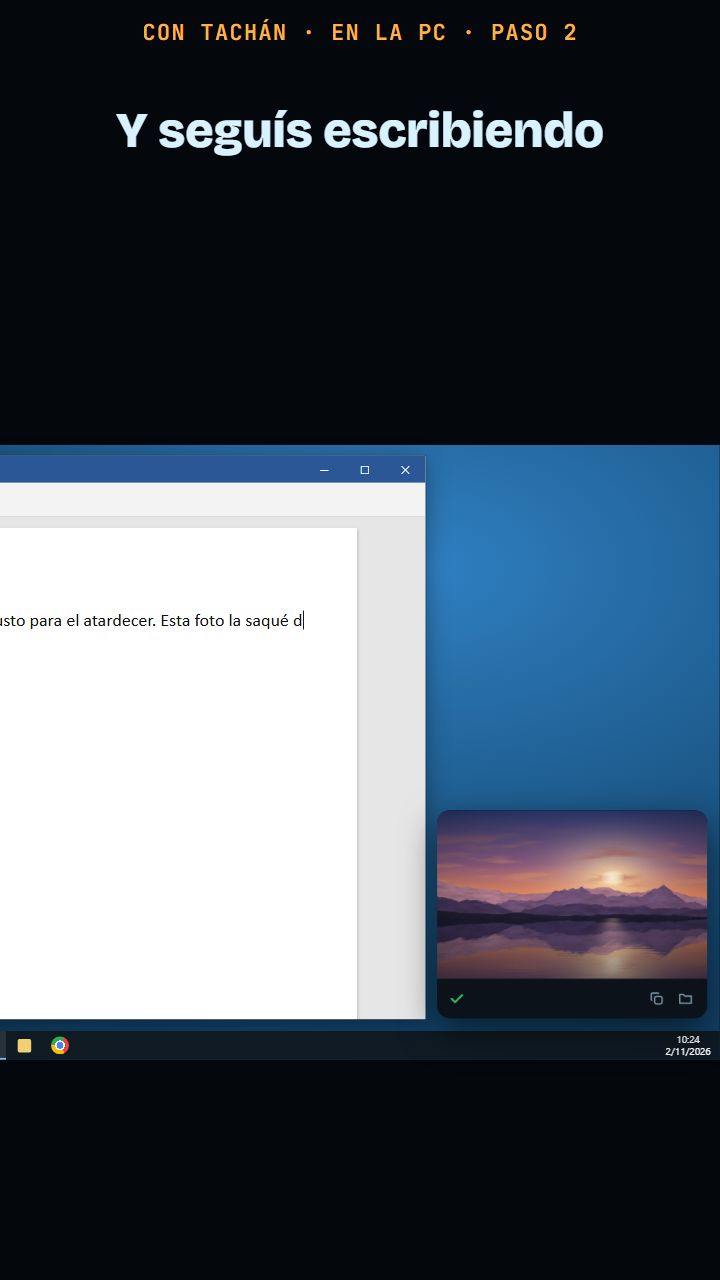 CON TACHÁN · EN LA PC · PASO 2
Y seguís escribiendo
usto para el atardecer. Esta foto la saqué d
10:24
2/11/2026